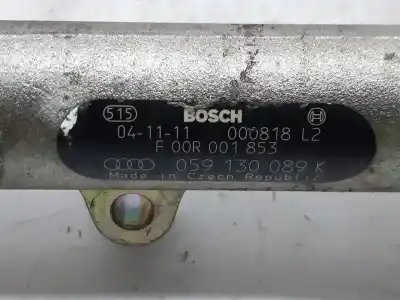 515 BOSCH
04-11-11 000818 L2
F 00R 001 853
059 130 089 K
Made in Czech Republic